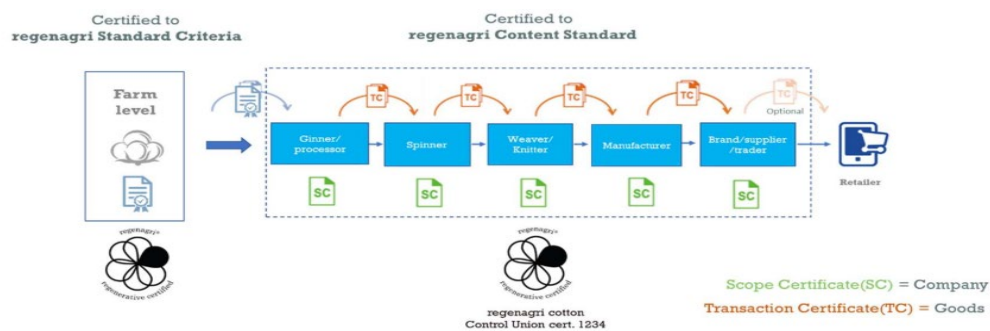 Certified to
regenagri Standard Criteria
Certified to
regenagri Content Standard
Farm
level
TC
TC
TC
TC
TC
Optional
Ginner/
processor
Spinner
Weaver/
Knitter
Manufacturer
Brand/supplier
/trader
Retailer
SC
SC
SC
SC
SC
regenagri®
regenerative certified
regenagri®
regenerative certified
regenagri cotton
Control Union cert. 1234
Scope Certificate(SC) = Company
Transaction Certificate(TC) = Goods